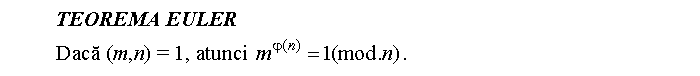 TEOREMA EULER
Dacă (m,n) = 1, atunci m^φ(n) = 1(mod.n).